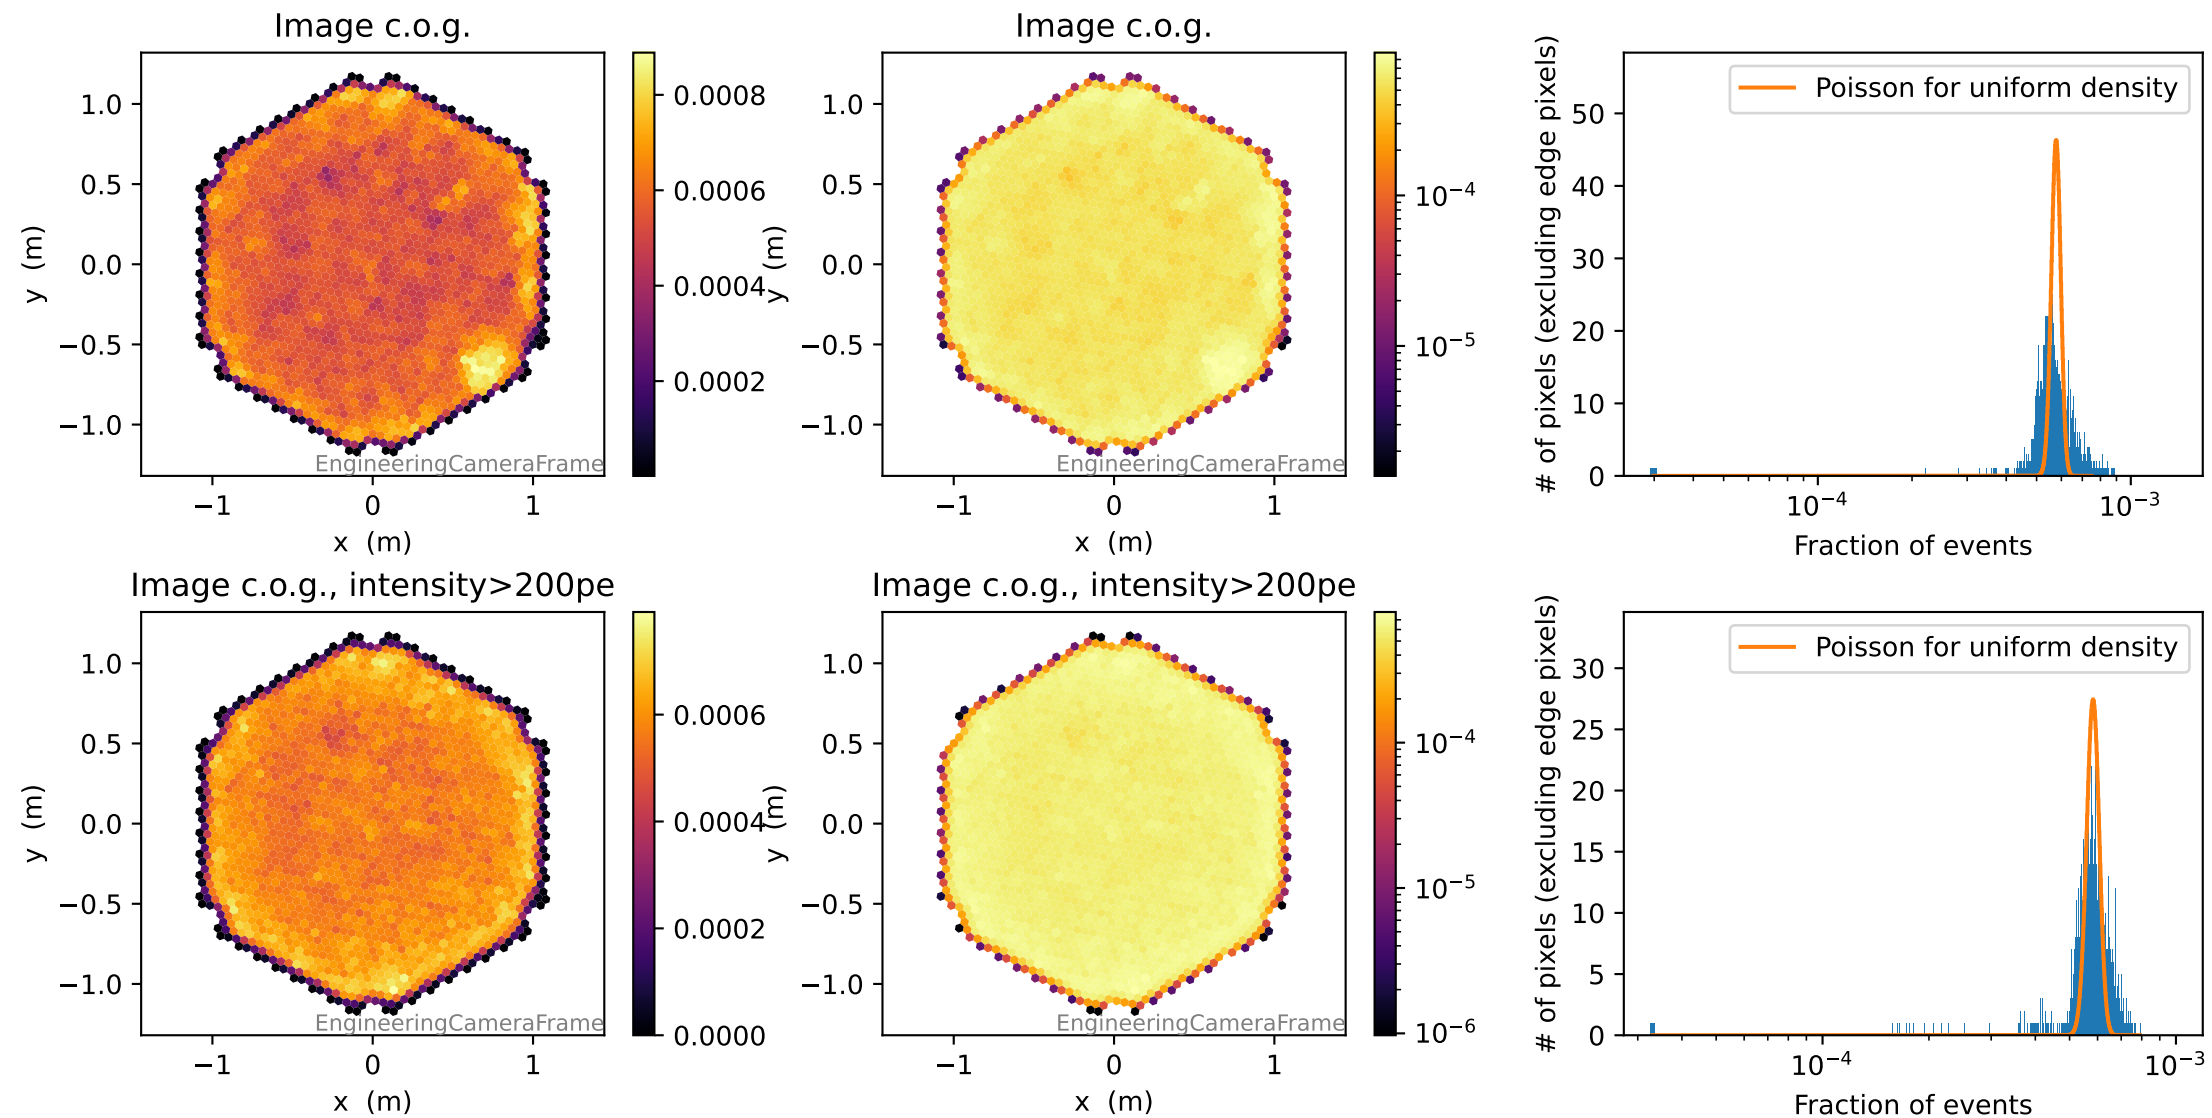 Image c.o.g.
1.0
0.5
0.0
−0.5
−1.0
y (m)
−1
0
1
x (m)
EngineeringCameraFrame
0.0008
0.0006
0.0004
0.0002
Image c.o.g.
1.0
0.5
0.0
−0.5
−1.0
y (m)
−1
0
1
x (m)
EngineeringCameraFrame
10⁻⁴
10⁻⁵
# of pixels (excluding edge pixels)
50
40
30
20
10
0
Poisson for uniform density
10⁻⁴
10⁻³
Fraction of events
Image c.o.g., intensity>200pe
1.0
0.5
0.0
−0.5
−1.0
y (m)
−1
0
1
x (m)
EngineeringCameraFrame
0.0006
0.0004
0.0002
0.0000
Image c.o.g., intensity>200pe
1.0
0.5
0.0
−0.5
−1.0
y (m)
−1
0
1
x (m)
EngineeringCameraFrame
10⁻⁴
10⁻⁵
10⁻⁶
# of pixels (excluding edge pixels)
30
25
20
15
10
5
0
Poisson for uniform density
10⁻⁴
10⁻³
Fraction of events